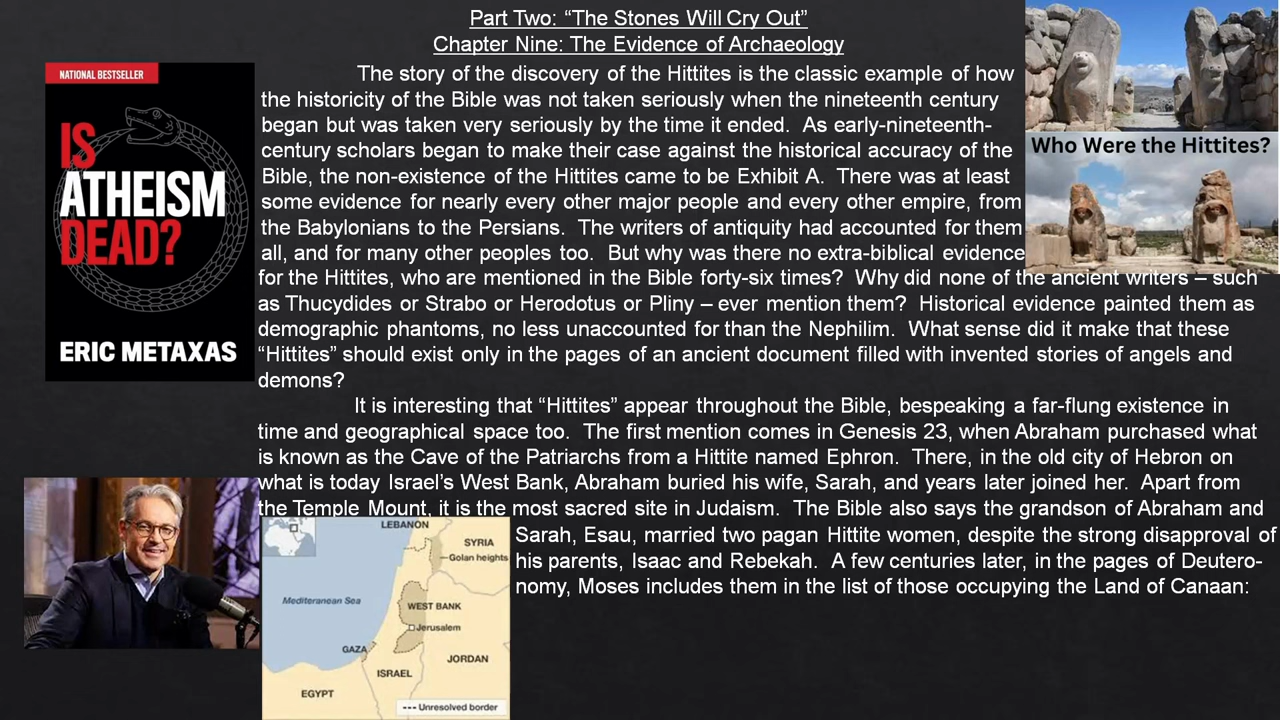 Part Two: “The Stones Will Cry Out”
Chapter Nine: The Evidence of Archaeology
The story of the discovery of the Hittites is the classic example of how
the historicity of the Bible was not taken seriously when the nineteenth century
began but was taken very seriously by the time it ended. As early-nineteenth-
century scholars began to make their case against the historical accuracy of the
Bible, the non-existence of the Hittites came to be Exhibit A. There was at least
some evidence for nearly every other major people and every other empire, from
the Babylonians to the Persians. The writers of antiquity had accounted for them
all, and for many other peoples too. But why was there no extra-biblical evidence
for the Hittites, who are mentioned in the Bible forty-six times? Why did none of the ancient writers – such
as Thucydides or Strabo or Herodotus or Pliny – ever mention them? Historical evidence painted them as
demographic phantoms, no less unaccounted for than the Nephilim. What sense did it make that these
“Hittites” should exist only in the pages of an ancient document filled with invented stories of angels and
demons?
It is interesting that “Hittites” appear throughout the Bible, bespeaking a far-flung existence in
time and geographical space too. The first mention comes in Genesis 23, when Abraham purchased what
is known as the Cave of the Patriarchs from a Hittite named Ephron. There, in the old city of Hebron on
what is today Israel’s West Bank, Abraham buried his wife, Sarah, and years later joined her. Apart from
the Temple Mount, it is the most sacred site in Judaism. The Bible also says the grandson of Abraham and
Sarah, Esau, married two pagan Hittite women, despite the strong disapproval of
his parents, Isaac and Rebekah. A few centuries later, in the pages of Deutero-
nomy, Moses includes them in the list of those occupying the Land of Canaan:
NATIONAL BESTSELLER
IS
ATHEISM
DEAD?
ERIC METAXAS
Who Were the Hittites?
LEBANON
SYRIA
Golan heights
Mediterranean Sea
WEST BANK
Jerusalem
GAZA
JORDAN
ISRAEL
EGYPT
Unresolved border